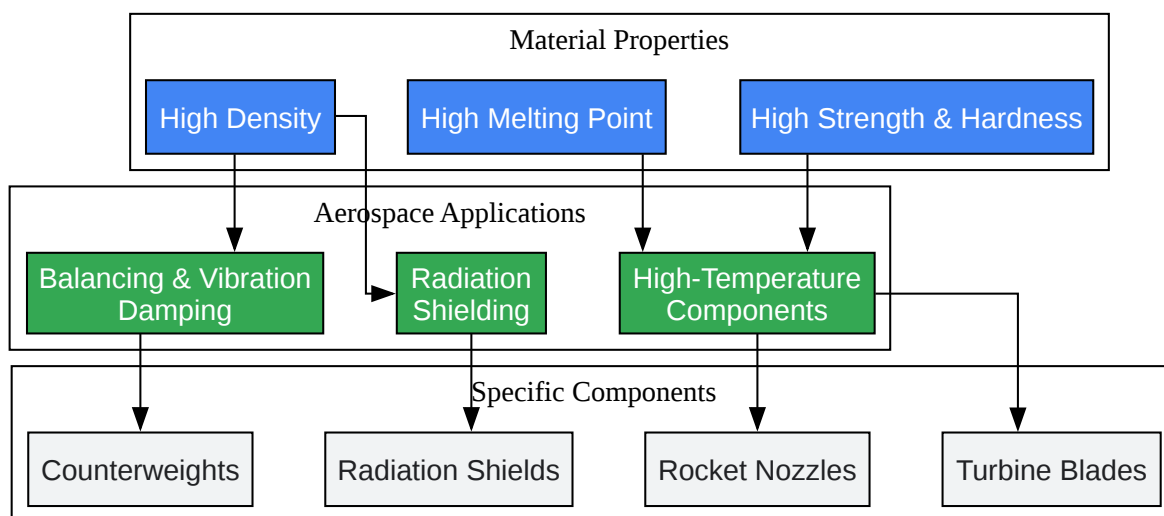 Material Properties
High Density
High Melting Point
High Strength & Hardness
Aerospace Applications
Balancing & Vibration
Damping
Radiation
Shielding
High-Temperature
Components
Specific Components
Counterweights
Radiation Shields
Rocket Nozzles
Turbine Blades